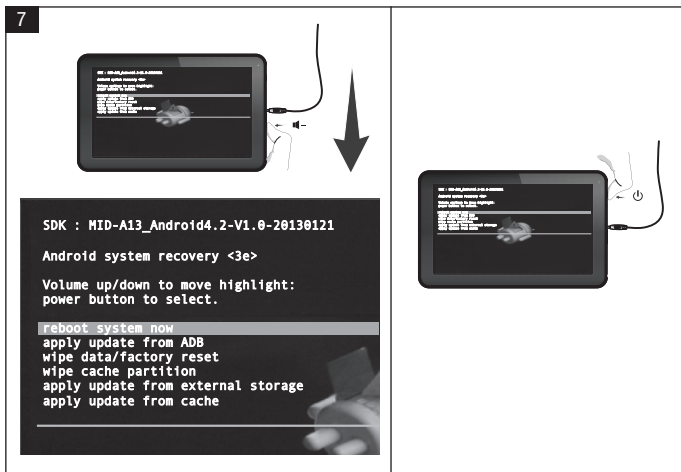 7
SDK : MID-A13_Android4.2-V1.0-20130121
Android system recovery <3e>
Volume up/down to move highlight:
power button to select.
reboot system now
apply update from ADB
wipe data/factory reset
wipe cache partition
apply update from external storage
apply update from cache